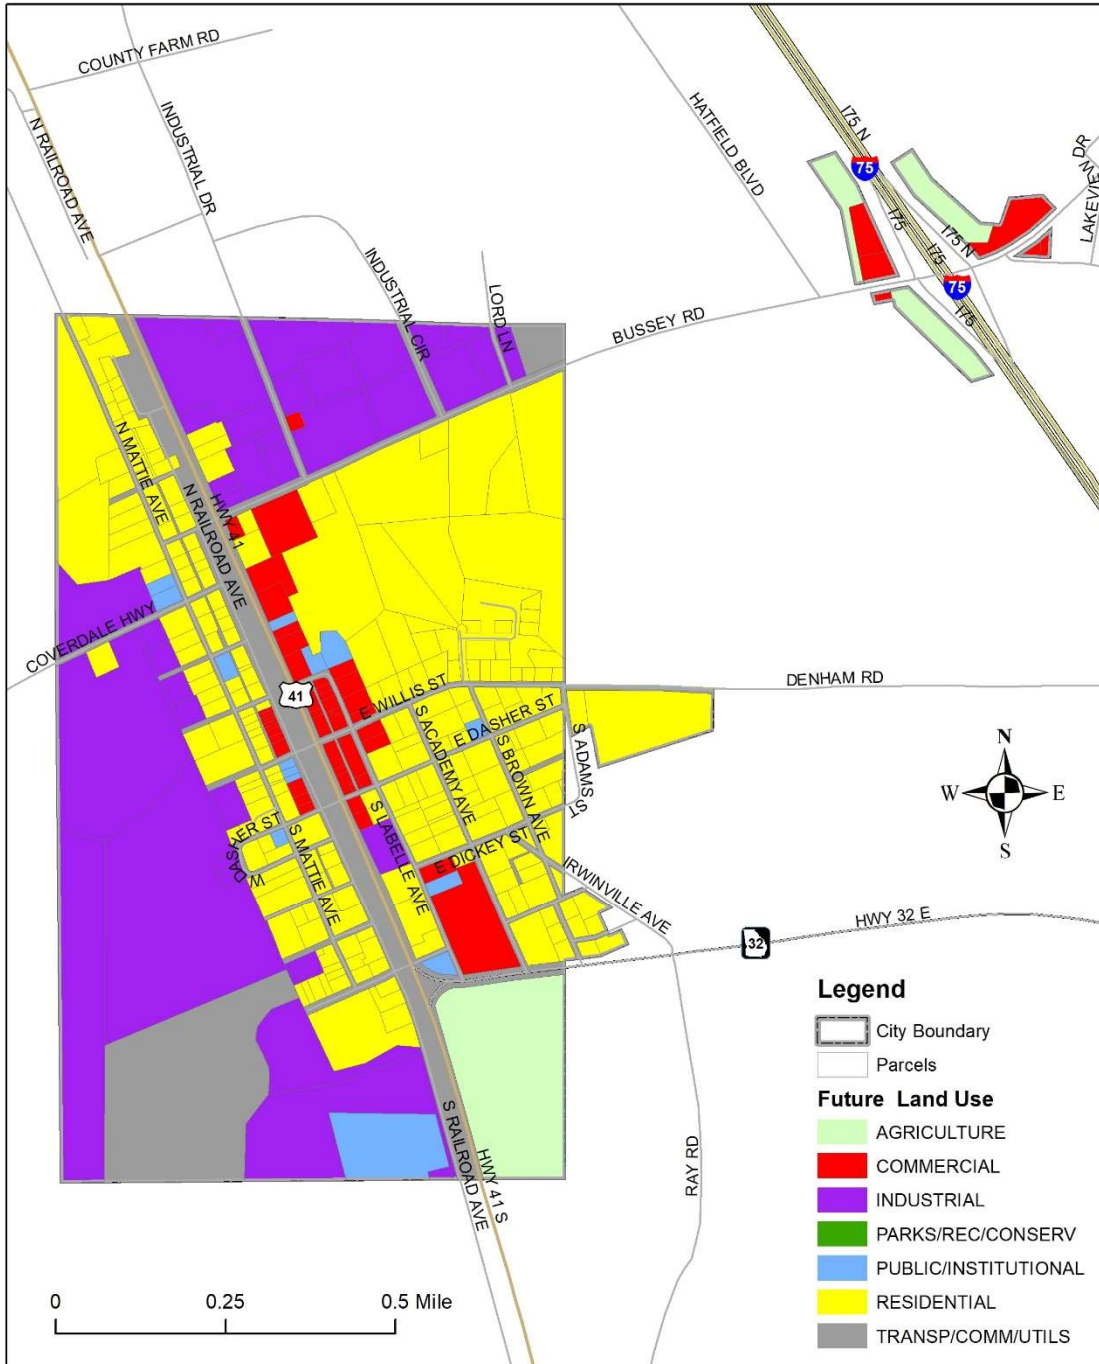 COUNTY FARM RD
N RAILROAD AVE
INDUSTRIAL DR
HATFIELD BLVD
I75 N
75
LAKEVIEW DR
I75
I75
I75 N
75
I75
INDUSTRIAL CIR
LORD LN
BUSSEY RD
N MATTIE AVE
HWY 41
N RAILROAD AVE
COVERDALE HWY
41
E WILLIS ST
DENHAM RD
S ACADEMY AVE
E DASHER ST
S BROWN AVE
S ADAMS ST
S LABELLE AVE
W DASHER ST
S MATTIE AVE
E DICKEY ST
IRWINVILLE AVE
HWY 32 E
32
N
W E
S
RAY RD
S RAILROAD AVE
HWY 41 S
Legend
City Boundary
Parcels
Future Land Use
AGRICULTURE
COMMERCIAL
INDUSTRIAL
PARKS/REC/CONSERV
PUBLIC/INSTITUTIONAL
RESIDENTIAL
TRANSP/COMM/UTILS
0 0.25 0.5 Mile